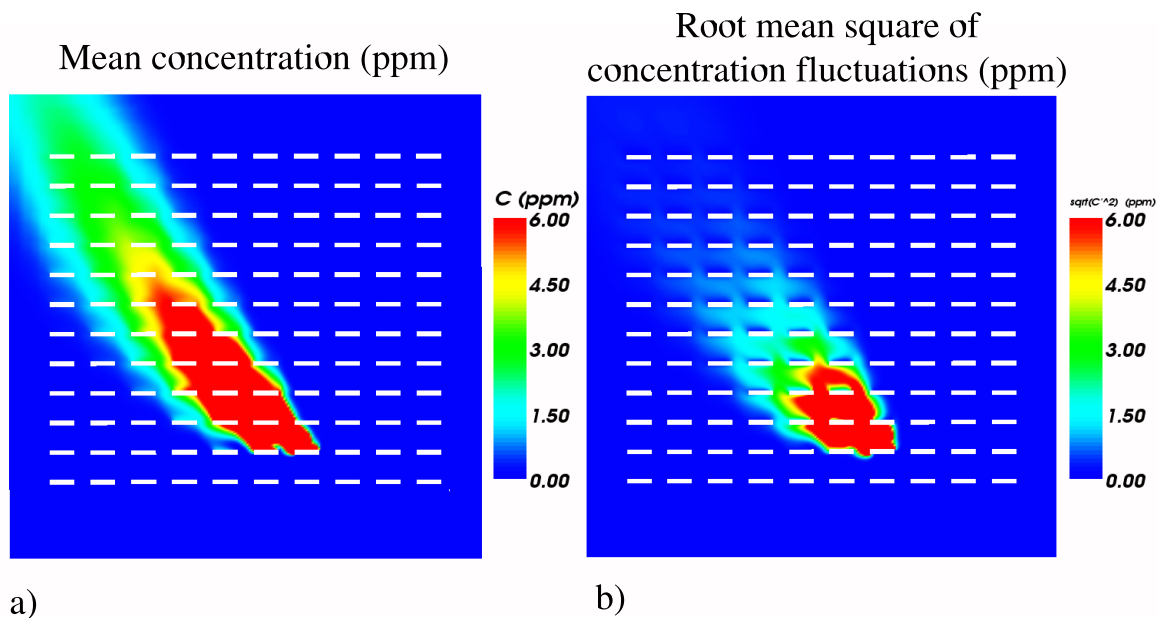 Mean concentration (ppm)
Root mean square of
concentration fluctuations (ppm)
C (ppm)
6.00
4.50
3.00
1.50
0.00
sqrt(C'^2) (ppm)
6.00
4.50
3.00
1.50
0.00
a)
b)